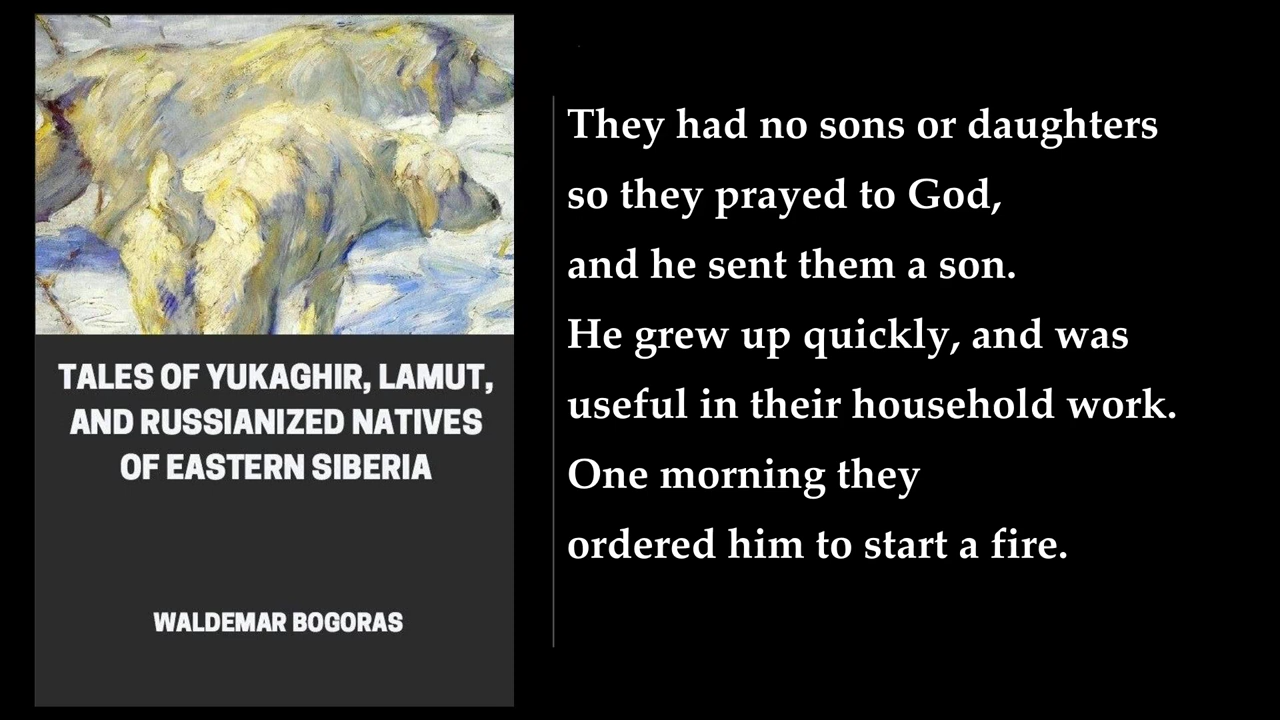 TALES OF YUKAGHIR, LAMUT,
AND RUSSIANIZED NATIVES
OF EASTERN SIBERIA
WALDEMAR BOGORAS
They had no sons or daughters
so they prayed to God,
and he sent them a son.
He grew up quickly, and was
useful in their household work.
One morning they
ordered him to start a fire.